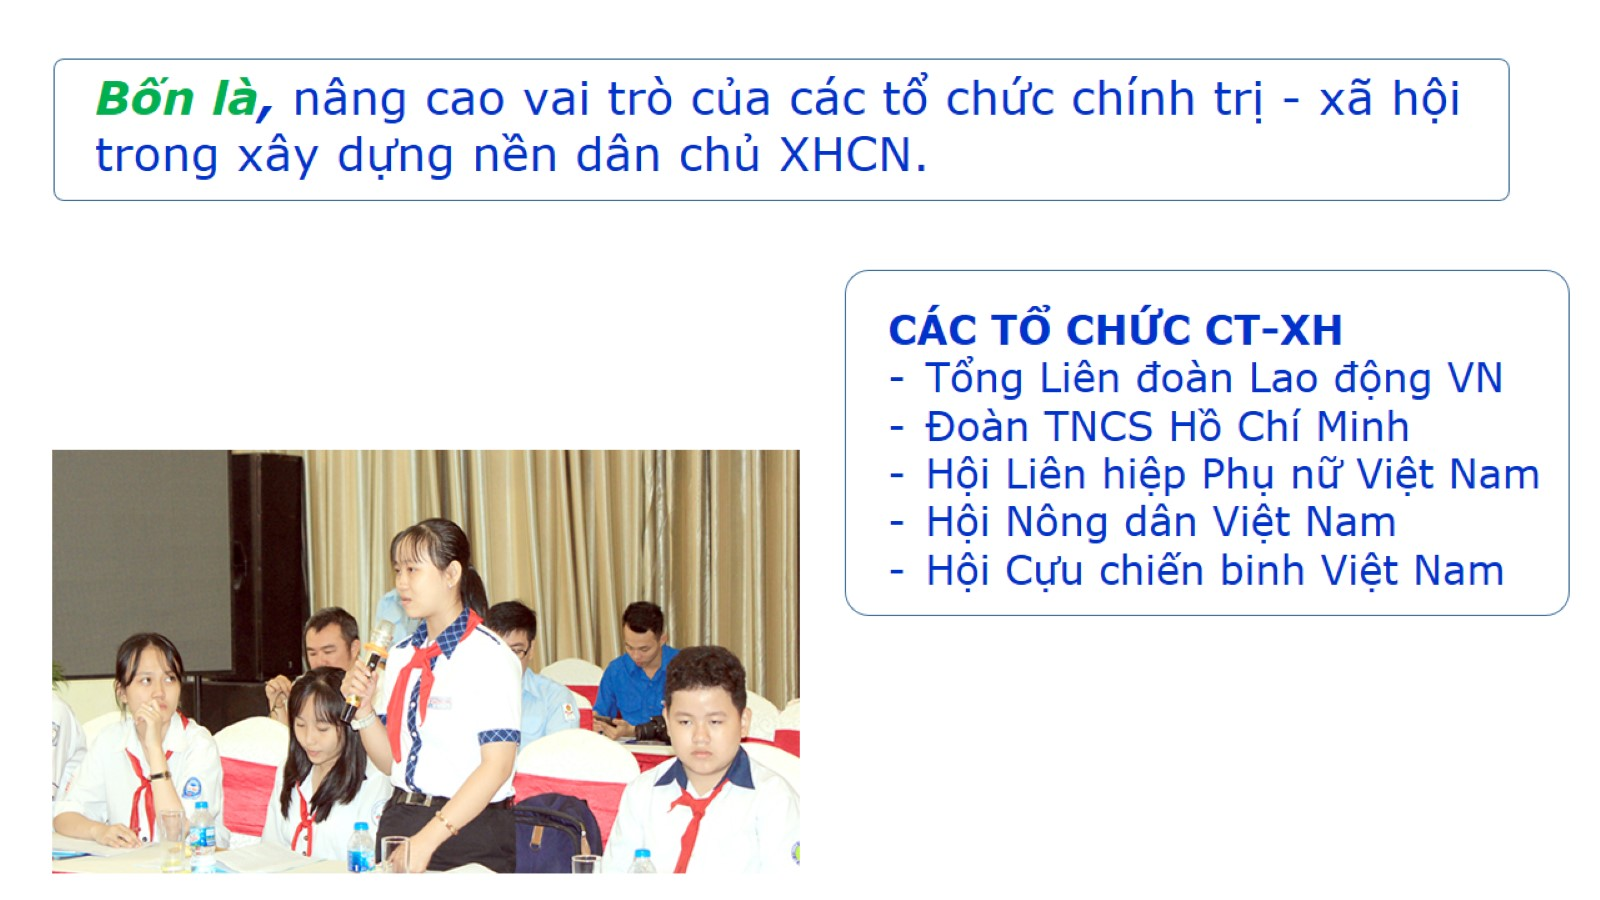 Bốn là, nâng cao vai trò của các tổ chức chính trị - xã hội
trong xây dựng nền dân chủ XHCN.
CÁC TỔ CHỨC CT–XH
- Tổng Liên đoàn Lao động VN
- Đoàn TNCS Hồ Chí Minh
- Hội Liên hiệp Phụ nữ Việt Nam
- Hội Nông dân Việt Nam
- Hội Cựu chiến binh Việt Nam